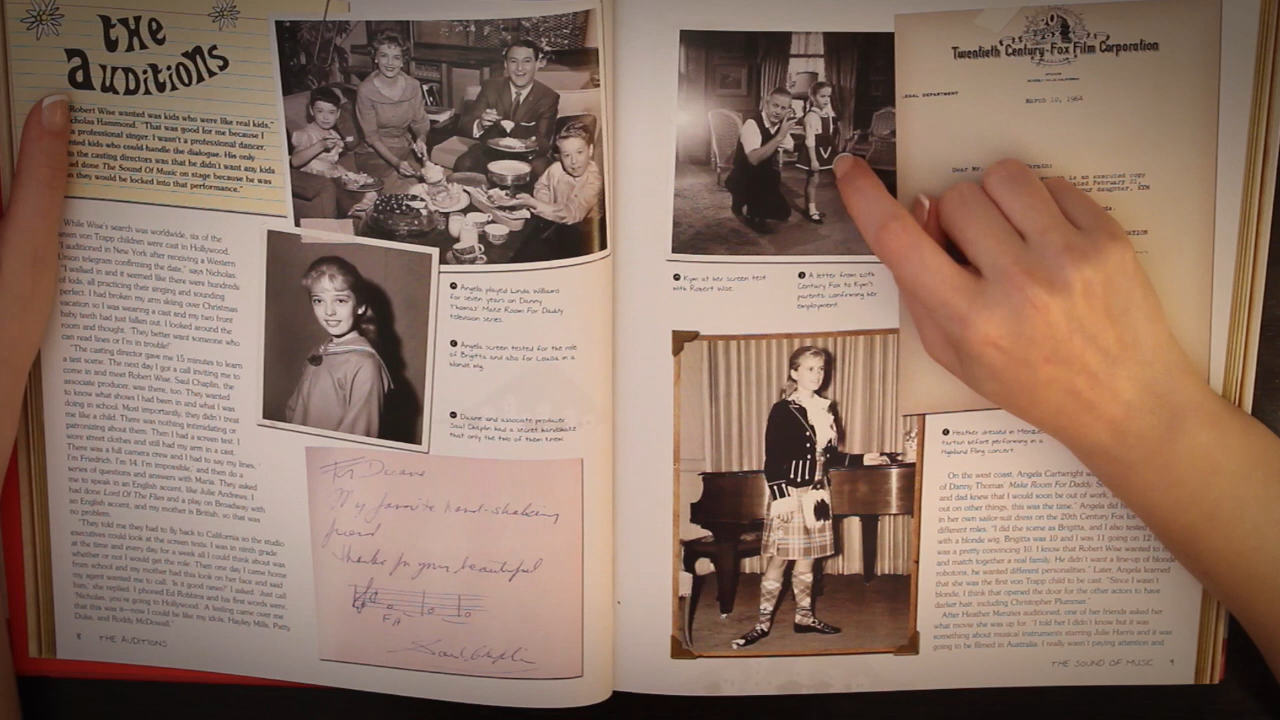 the
auditions
Robert Wise wanted was kids who were like real kids,"
cholas Hammond. "That was good for me because I
a professional singer. I wasn't a professional dancer.
nted kids who could handle the dialogue. His only
to the casting directors was that he didn't want any kids
ad done The Sound Of Music on stage because he was
n they would be locked into that performance."
While Wise's search was worldwide, six of the
seven von Trapp children were cast in Hollywood.
"I auditioned in New York after receiving a Western
Union telegram confirming the date," says Nicholas.
"I walked in and it seemed like there were hundreds
of kids, all practicing their singing and sounding
perfect. I had broken my arm skiing over Christmas
vacation so I was wearing a cast and my two front
baby teeth had just fallen out. I looked around the
room and thought, 'They better want someone who
can read lines or I'm in trouble!'
"The casting director gave me 15 minutes to learn
a test scene. The next day I got a call inviting me to
come in and meet Robert Wise. Saul Chaplin, the
associate producer, was there, too. They wanted
to know what shows I had been in and what I was
doing in school. Most importantly, they didn't treat
me like a child. There was nothing intimidating or
patronizing about them. Then I had a screen test. I
wore street clothes and still had my arm in a cast.
There was a full camera crew and I had to say my lines,
'I'm Friedrich. I'm 14. I'm impossible,' and then do a
series of questions and answers with Maria. They asked
me to speak in an English accent, like Julie Andrews. I
had done Lord Of The Flies and a play on Broadway with
an English accent, and my mother is British, so that was
no problem.
"They told me they had to fly back to California so the studio
executives could look at the screen tests. I was in ninth grade
at the time and every day for a week all I could think about was
whether or not I would get the role. Then one day I came home
from school and my mother had this look on her face and said
my agent wanted me to call. 'Is it good news?' I asked. 'Just call
him,' she replied. I phoned Ed Robbins and his first words were,
'Nicholas, you're going to Hollywood.' A feeling came over me
that this was it—now I could be like my idols, Hayley Mills, Patty
Duke, and Roddy McDowall."
8 THE AUDITIONS
Angela played Linda Williams
for seven years on Danny
Thomas' Make Room For Daddy
television series.
Angela screen tested for the role
of Brigitta and also for Louisa in a
blonde wig.
Duane and associate producer
Saul Chaplin had a secret handshake
that only the two of them knew.
For Duane
My favorite hand-shaking
friend
Thanks for your beautiful
FA
Saul Chaplin
Kym at her screen test
with Robert Wise.
A letter from 20th
Century Fox to Kym's
parents confirming her
employment.
20
Twentieth Century-Fox Film Corporation
LEGAL DEPARTMENT
March 10, 1964
Dear Mr.
is an executed copy
ated February 21,
our daughter, KYM
Heather dressed in Menzies
tartan before performing in a
Highland Fling concert.
On the west coast, Angela Cartwright
of Danny Thomas' Make Room For Daddy.
and dad knew that I would soon be out of work,
out on other things, this was the time." Angela did
in her own sailor-suit dress on the 20th Century Fox lot
different roles. "I did the scene as Brigitta, and I also tested
with a blonde wig. Brigitta was 10 and I was 11 going on 12
was a pretty convincing 10. I know that Robert Wise wanted to
and match together a real family. He didn't want a line-up of blonde
robotons, he wanted different personalities." Later, Angela learned
that she was the first von Trapp child to be cast. "Since I wasn't
blonde, I think that opened the door for the other actors to have
darker hair, including Christopher Plummer."
After Heather Menzies auditioned, one of her friends asked her
what movie she was up for. "I told her I didn't know but it was
something about musical instruments starring Julie Harris and it was
going to be filmed in Australia. I really wasn't paying attention and
THE SOUND OF MUSIC 9